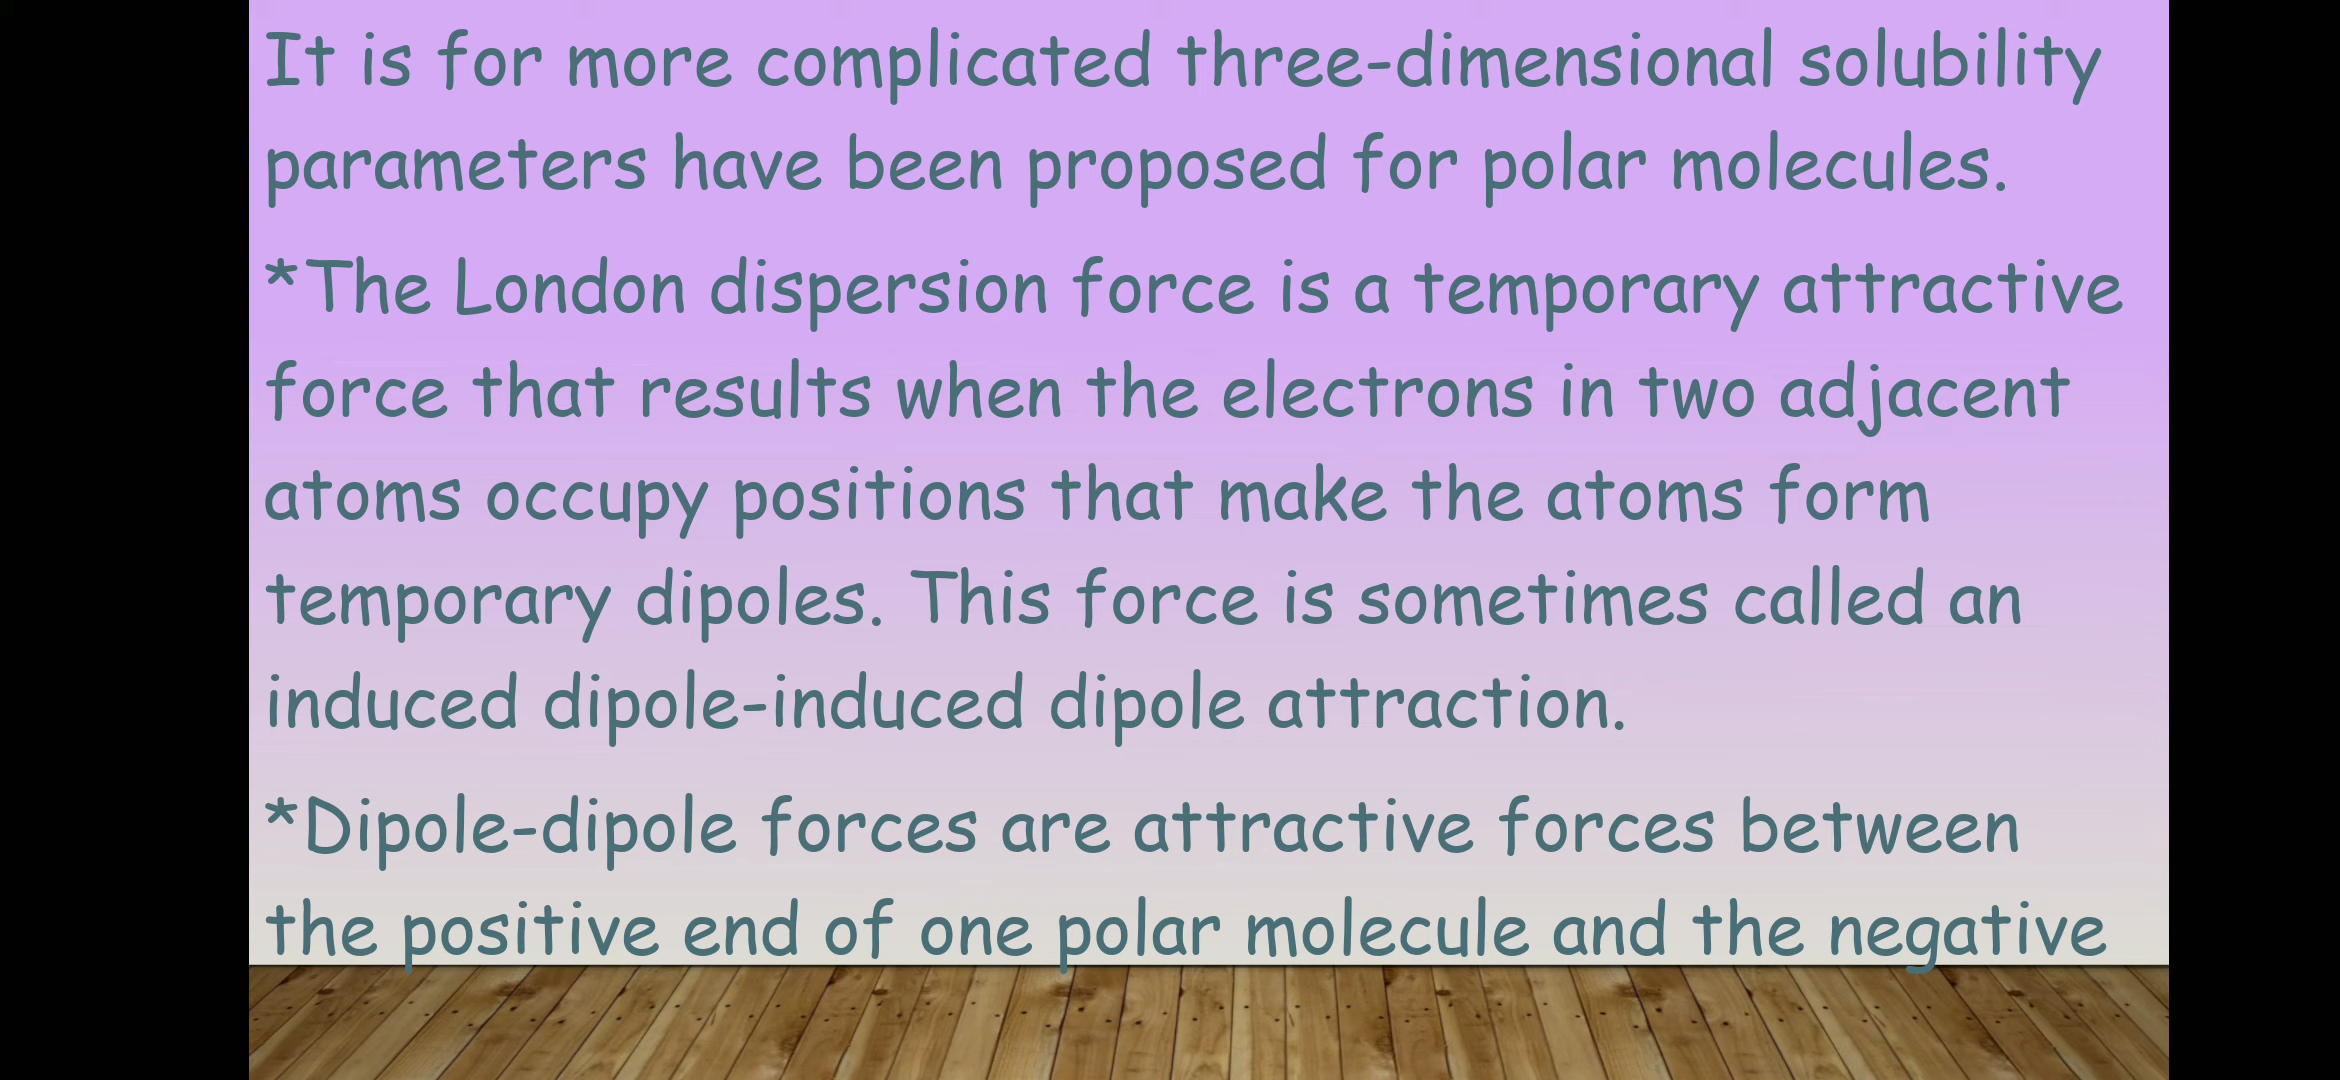 It is for more complicated three-dimensional solubility
parameters have been proposed for polar molecules.
*The London dispersion force is a temporary attractive
force that results when the electrons in two adjacent
atoms occupy positions that make the atoms form
temporary dipoles. This force is sometimes called an
induced dipole-induced dipole attraction.
*Dipole-dipole forces are attractive forces between
the positive end of one polar molecule and the negative